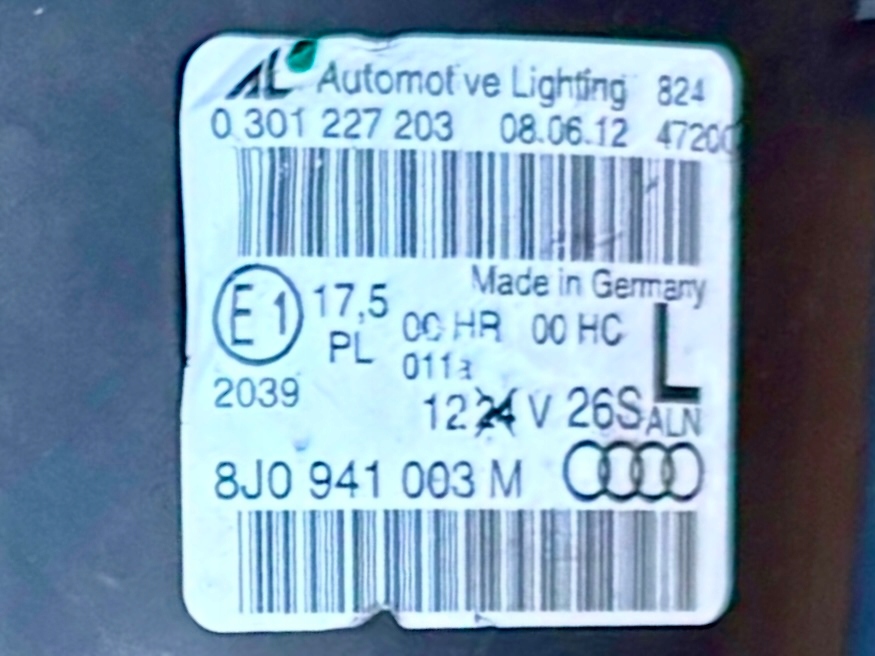 AL Automotive Lighting 824
0 301 227 203 08.06.12 47200
Made in Germany
E1 17,5 00 HR 00 HC L
PL 011a
2039 12 24 V 26S ALN
8J0 941 003 M